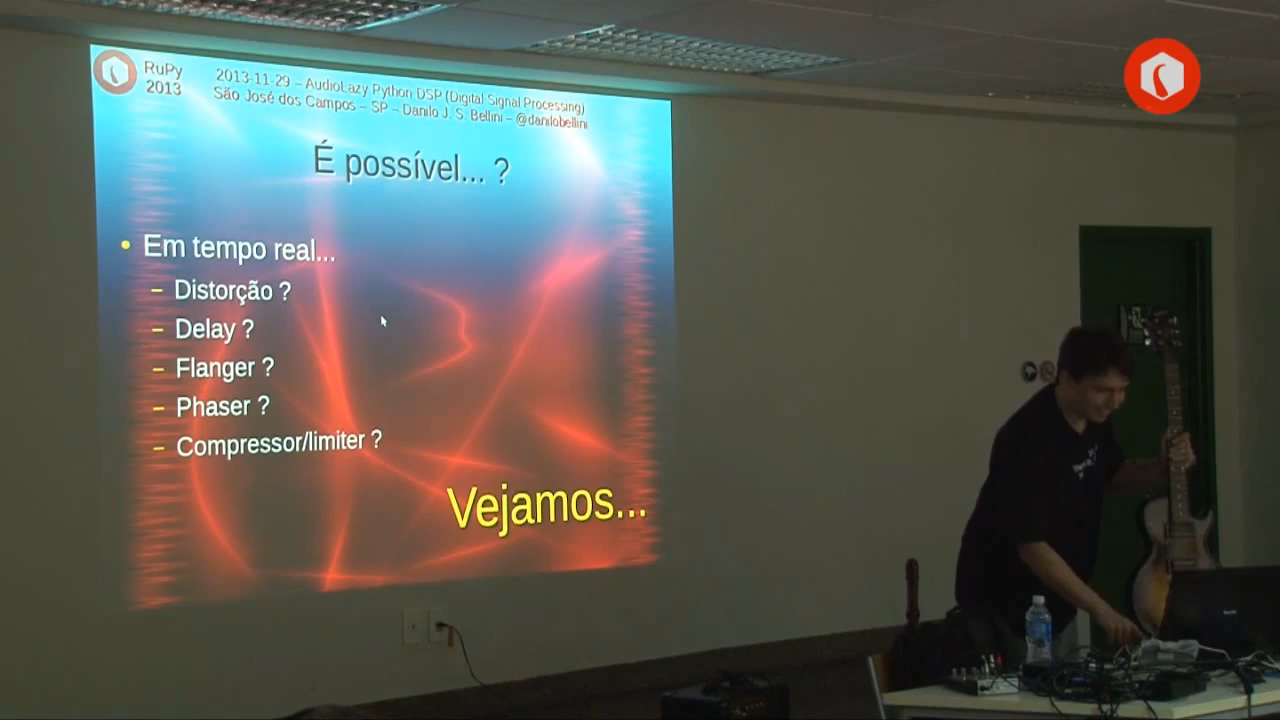 RuPy
2013
2013-11-29 – AudioLazy Python DSP (Digital Signal Processing)
São José dos Campos – SP – Danilo J. S. Bellini – @danilobellini
É possível... ?
• Em tempo real...
– Distorção ?
– Delay ?
– Flanger ?
– Phaser ?
– Compressor/limiter ?
Vejamos...